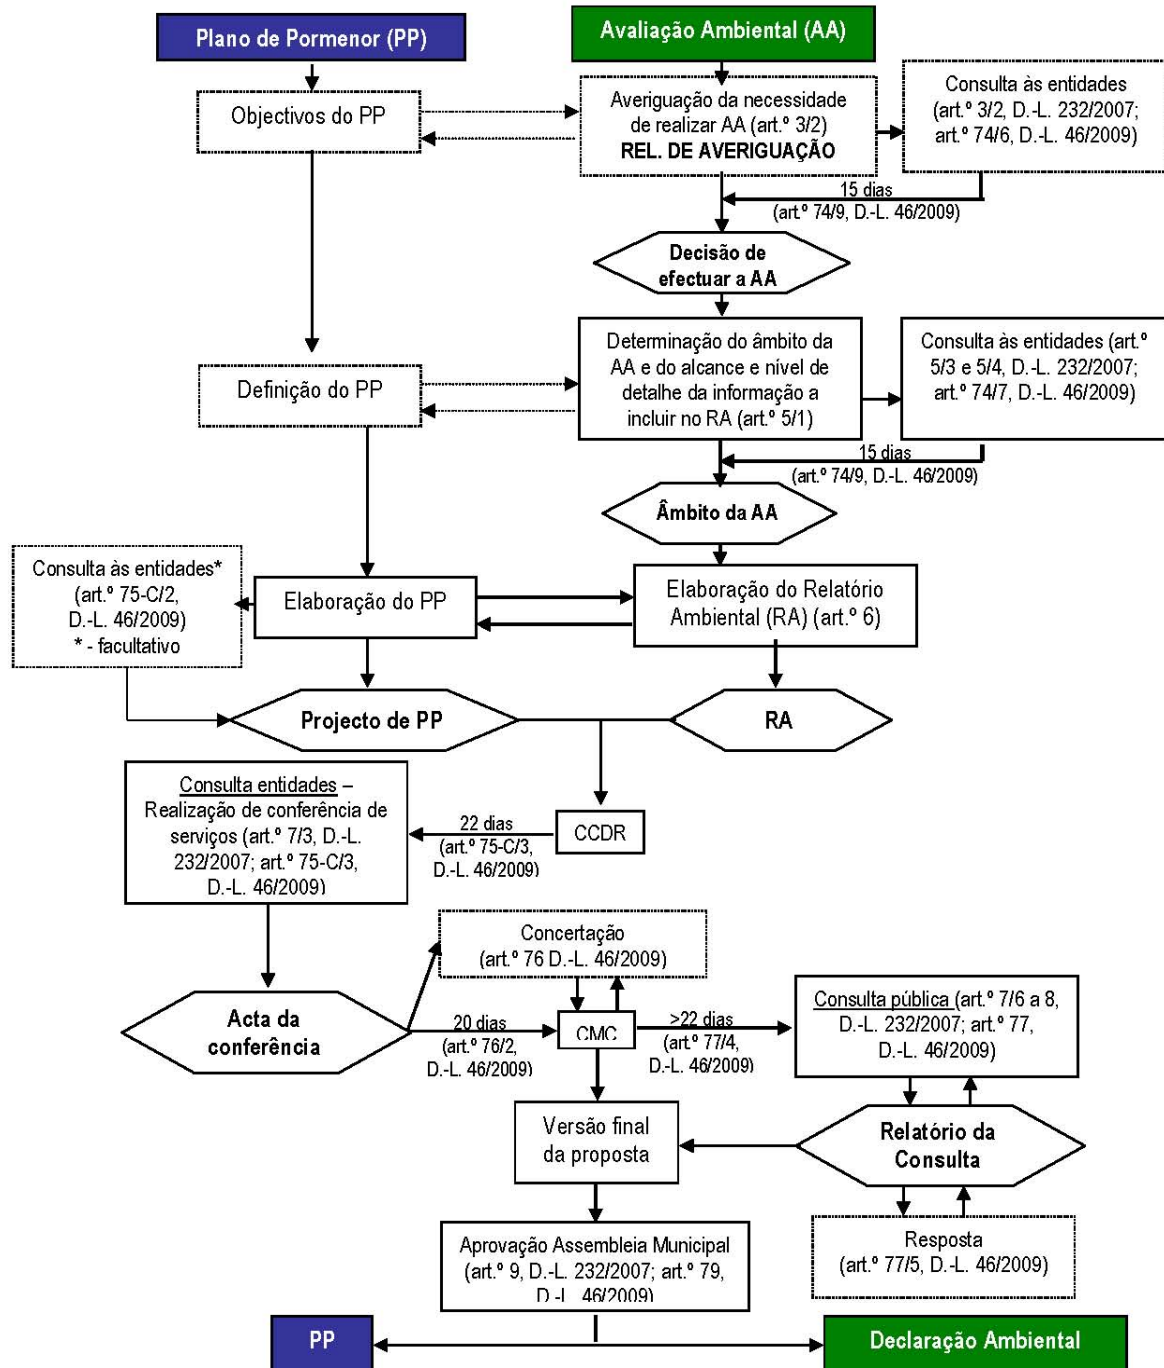 Plano de Pormenor (PP)
Avaliação Ambiental (AA)
Objectivos do PP
Averiguação da necessidade
de realizar AA (art.º 3/2)
REL. DE AVERIGUAÇÃO
Consulta às entidades
(art.º 3/2, D.-L. 232/2007;
art.º 74/6, D.-L. 46/2009)
15 dias
(art.º 74/9, D.-L. 46/2009)
Decisão de
efectuar a AA
Definição do PP
Determinação do âmbito da
AA e do alcance e nível de
detalhe da informação a
incluir no RA (art.º 5/1)
Consulta às entidades (art.º
5/3 e 5/4, D.-L. 232/2007;
art.º 74/7, D.-L. 46/2009)
15 dias
(art.º 74/9, D.-L. 46/2009)
Âmbito da AA
Consulta às entidades*
(art.º 75-C/2,
D.-L. 46/2009)
* - facultativo
Elaboração do PP
Elaboração do Relatório
Ambiental (RA) (art.º 6)
Projecto de PP
RA
Consulta entidades –
Realização de conferência de
serviços (art.º 7/3, D.-L.
232/2007; art.º 75-C/3,
D.-L. 46/2009)
22 dias
(art.º 75-C/3,
D.-L. 46/2009)
CCDR
Concertação
(art.º 76 D.-L. 46/2009)
Acta da
conferência
20 dias
(art.º 76/2,
D.-L. 46/2009)
CMC
>22 dias
(art.º 77/4,
D.-L. 46/2009)
Consulta pública (art.º 7/6 a 8,
D.-L. 232/2007; art.º 77,
D.-L. 46/2009)
Versão final
da proposta
Relatório da
Consulta
Aprovação Assembleia Municipal
(art.º 9, D.-L. 232/2007; art.º 79,
D.-L. 46/2009)
Resposta
(art.º 77/5, D.-L. 46/2009)
PP
Declaração Ambiental